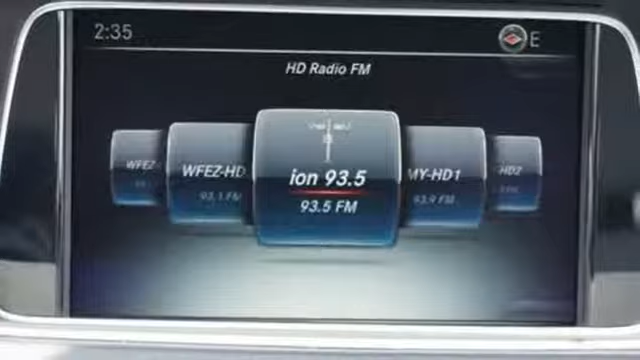 2:35
E
HD Radio FM
WFEZ
WFEZ-HD
93.1 FM
ion 93.5
93.5 FM
MY-HD1
93.9 FM
HD2